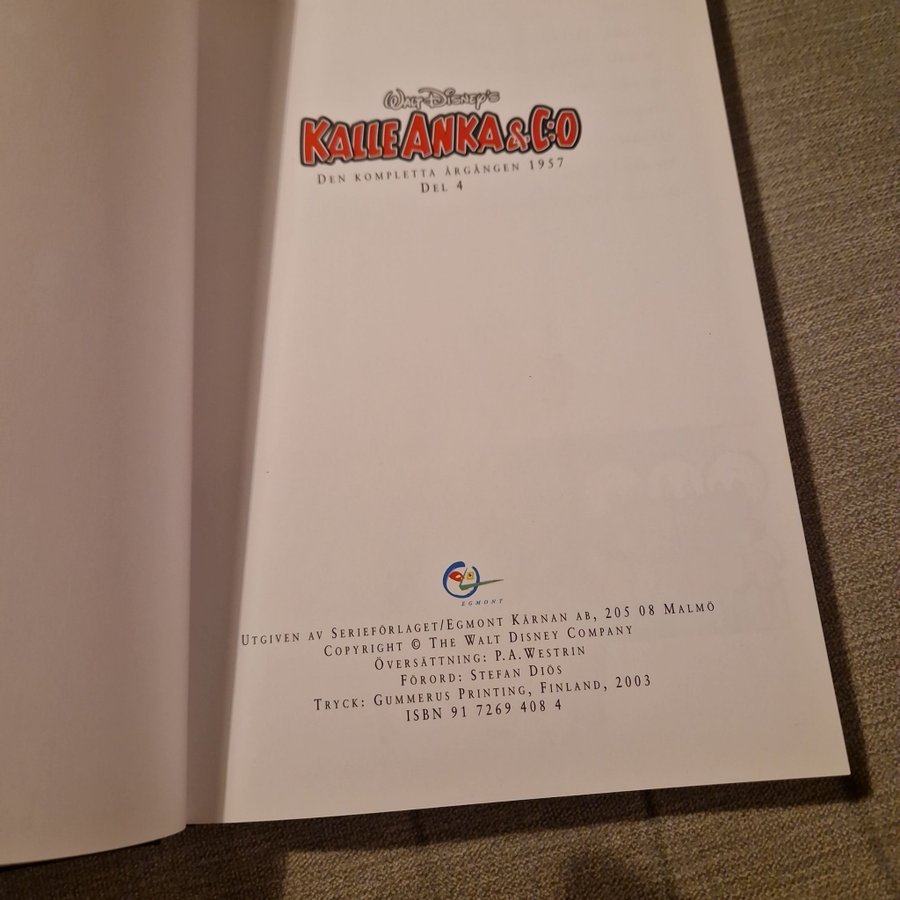 Walt Disney's
KALLE ANKA & C:O
DEN KOMPLETTA ÅRGÅNGEN 1957
DEL 4
EGMONT
UTGIVEN AV SERIEFÖRLAGET/EGMONT KÄRNAN AB, 205 08 MALMÖ
COPYRIGHT © THE WALT DISNEY COMPANY
ÖVERSÄTTNING: P.A.WESTRIN
FÖRORD: STEFAN DIÖS
TRYCK: GUMMERUS PRINTING, FINLAND, 2003
ISBN 91 7269 408 4